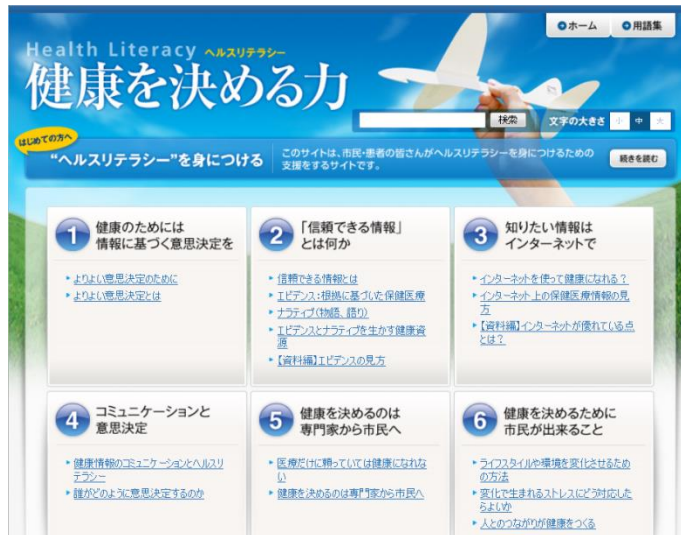 ホーム 用語集
Health Literacy ヘルスリテラシー
健康を決める力
検索 文字の大きさ 小 中 大
はじめての方へ
“ヘルスリテラシー”を身につける
このサイトは、市民・患者の皆さんがヘルスリテラシーを身につけるための
支援をするサイトです。
続きを読む
1 健康のためには
情報に基づく意思決定を
よりよい意思決定のために
よりよい意思決定とは
2 「信頼できる情報」
とは何か
信頼できる情報とは
エビデンス:根拠に基づいた保健医療
ナラティブ(物語、語り)
エビデンスとナラティブを生かす健康資
源
【資料編】エビデンスの見方
3 知りたい情報は
インターネットで
インターネットを使って健康になれる?
インターネット上の保健医療情報の見
方
【資料編】インターネットが優れている点
とは?
4 コミュニケーションと
意思決定
健康情報のコミュニケーションとヘルスリ
テラシー
誰がどのように意思決定するのか
5 健康を決めるのは
専門家から市民へ
医療だけに頼っていては健康になれな
い
健康を決めるのは専門家から市民へ
6 健康を決めるために
市民が出来ること
ライフスタイルや環境を変化させるため
の方法
変化で生まれるストレスにどう対応した
らよいか
人とのつながりが健康をつくる